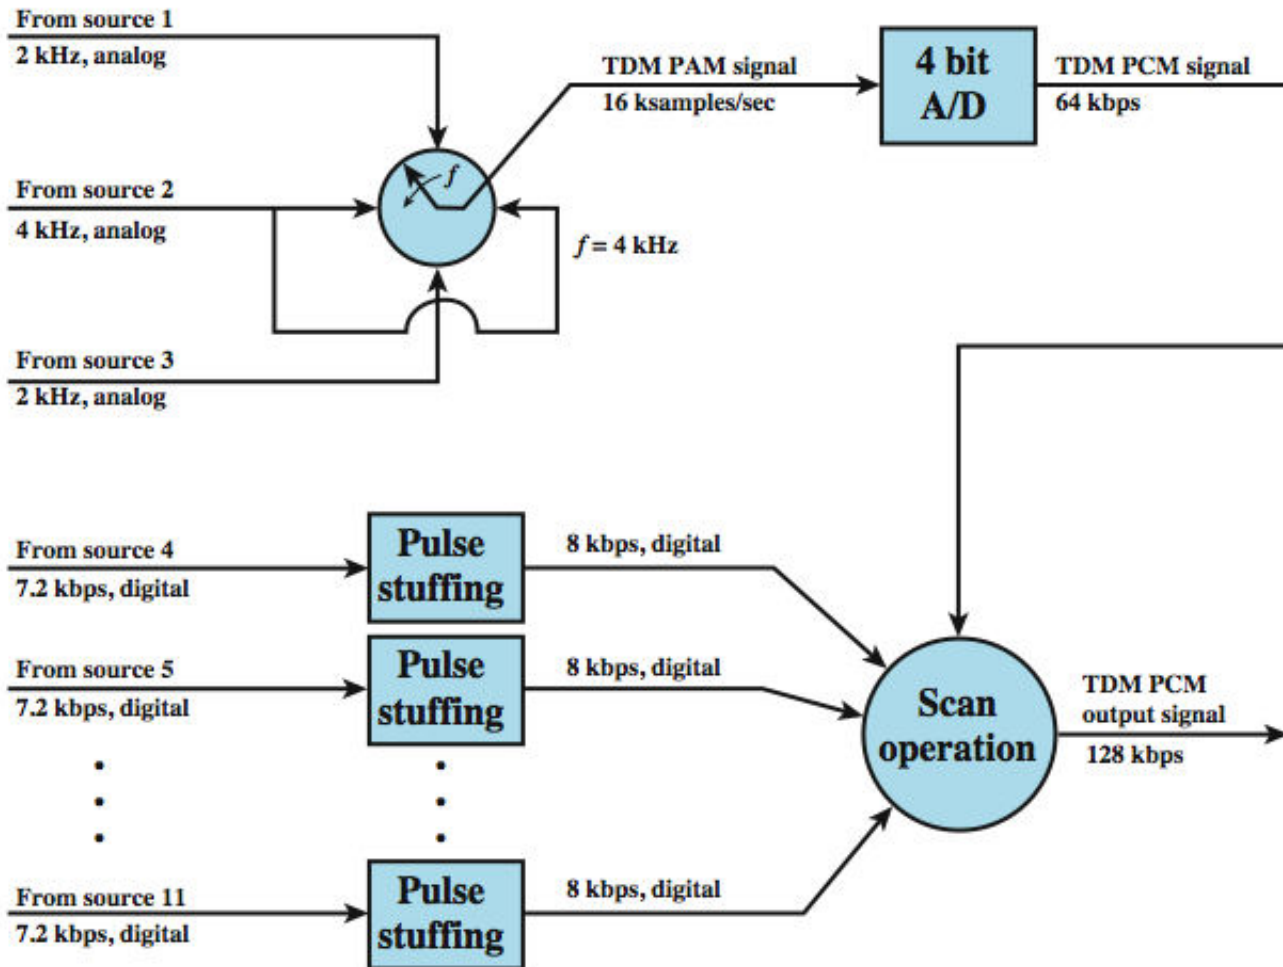 From source 1
2 kHz, analog
TDM PAM signal
16 ksamples/sec
4 bit
A/D
TDM PCM signal
64 kbps
From source 2
4 kHz, analog
f
f = 4 kHz
From source 3
2 kHz, analog
From source 4
7.2 kbps, digital
Pulse
stuffing
8 kbps, digital
From source 5
7.2 kbps, digital
Pulse
stuffing
8 kbps, digital
Scan
operation
TDM PCM
output signal
128 kbps
From source 11
7.2 kbps, digital
Pulse
stuffing
8 kbps, digital